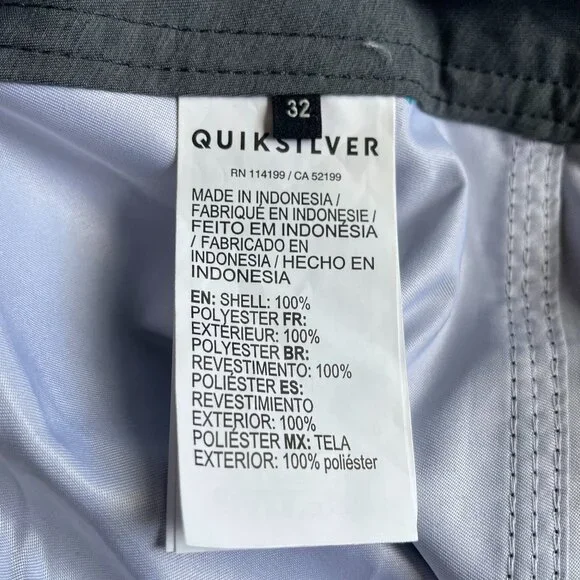 32
QUIKSILVER
RN 114199 / CA 52199
MADE IN INDONESIA /
FABRIQUÉ EN INDONESIE /
FEITO EM INDONÉSIA
/ FABRICADO EN
INDONESIA / HECHO EN
INDONESIA
EN: SHELL: 100%
POLYESTER FR:
EXTÉRIEUR: 100%
POLYESTER BR:
REVESTIMENTO: 100%
POLIÉSTER ES:
REVESTIMIENTO
EXTERIOR: 100%
POLIÉSTER MX: TELA
EXTERIOR: 100% poliéster